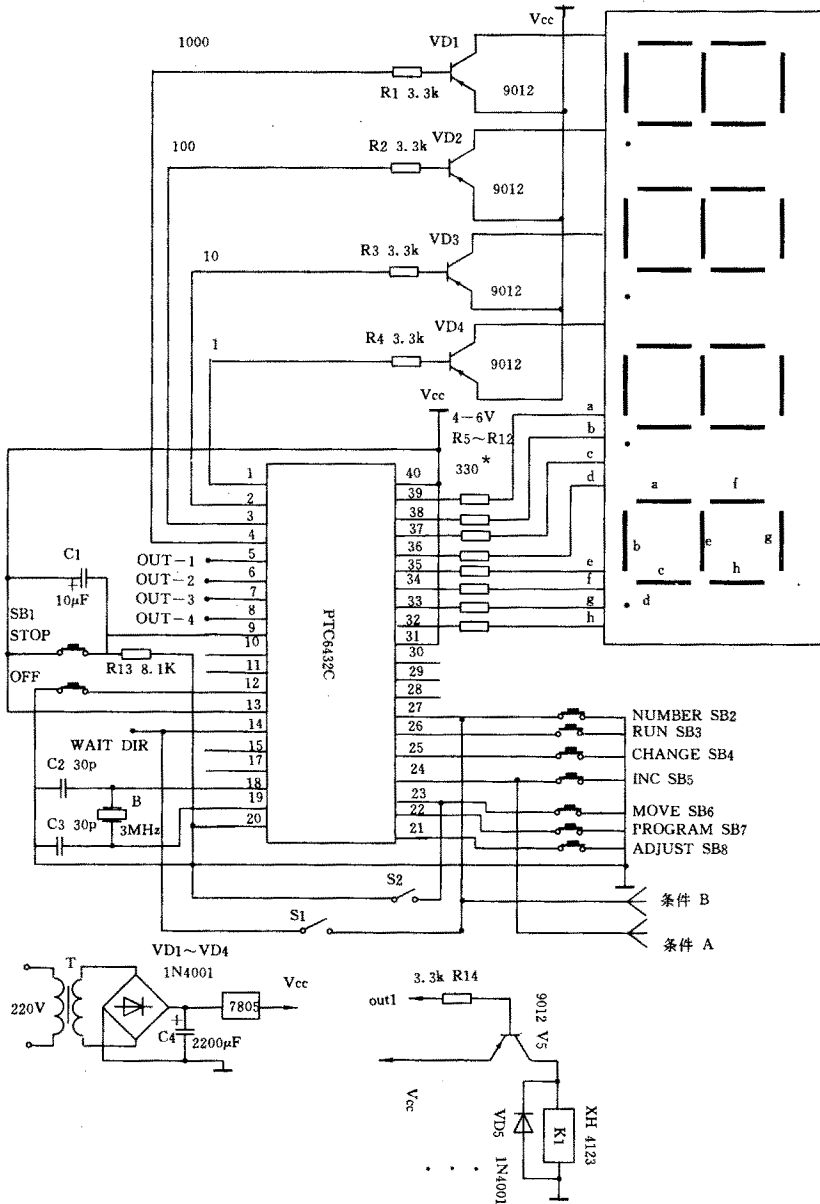 Vcc
1000
VD1
R1 3.3k
9012
100
R2 3.3k
VD2
9012
10
R3 3.3k
VD3
9012
1
R4 3.3k
VD4
9012
Vcc
4—6V
R5～R12
330 *
a
b
c
d
e
f
g
h
a
f
b
e
g
c
h
d
PTC6432C
1
2
3
4
5
6
7
8
9
10
11
12
13
14
15
17
18
19
20
40
39
38
37
36
35
34
33
32
31
30
29
28
27
26
25
24
23
22
21
OUT-1
OUT-2
OUT-3
OUT-4
C1
+
10μF
SB1
STOP
R13 8.1K
OFF
WAIT DIR
C2 30p
B
C3 30p
3MHz
NUMBER SB2
RUN SB3
CHANGE SB4
INC SB5
MOVE SB6
PROGRAM SB7
ADJUST SB8
S2
S1
条件 B
条件 A
VD1～VD4
1N4001
T
220V
7805
Vcc
+
C4
2200μF
3.3k R14
out1
9012 V5
Vcc
VD5
1N4001
K1
XH 4123